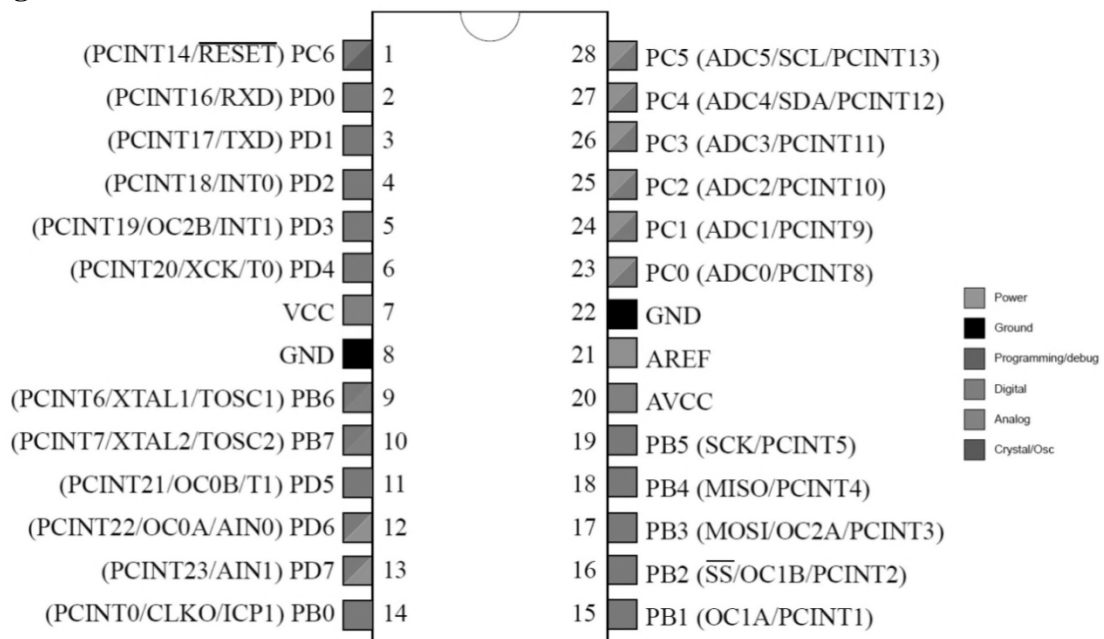 (PCINT14/RESET) PC6 1
(PCINT16/RXD) PD0 2
(PCINT17/TXD) PD1 3
(PCINT18/INT0) PD2 4
(PCINT19/OC2B/INT1) PD3 5
(PCINT20/XCK/T0) PD4 6
VCC 7
GND 8
(PCINT6/XTAL1/TOSC1) PB6 9
(PCINT7/XTAL2/TOSC2) PB7 10
(PCINT21/OC0B/T1) PD5 11
(PCINT22/OC0A/AIN0) PD6 12
(PCINT23/AIN1) PD7 13
(PCINT0/CLKO/ICP1) PB0 14
28 PC5 (ADC5/SCL/PCINT13)
27 PC4 (ADC4/SDA/PCINT12)
26 PC3 (ADC3/PCINT11)
25 PC2 (ADC2/PCINT10)
24 PC1 (ADC1/PCINT9)
23 PC0 (ADC0/PCINT8)
22 GND
21 AREF
20 AVCC
19 PB5 (SCK/PCINT5)
18 PB4 (MISO/PCINT4)
17 PB3 (MOSI/OC2A/PCINT3)
16 PB2 (SS/OC1B/PCINT2)
15 PB1 (OC1A/PCINT1)
Power
Ground
Programming/debug
Digital
Analog
Crystal/Osc